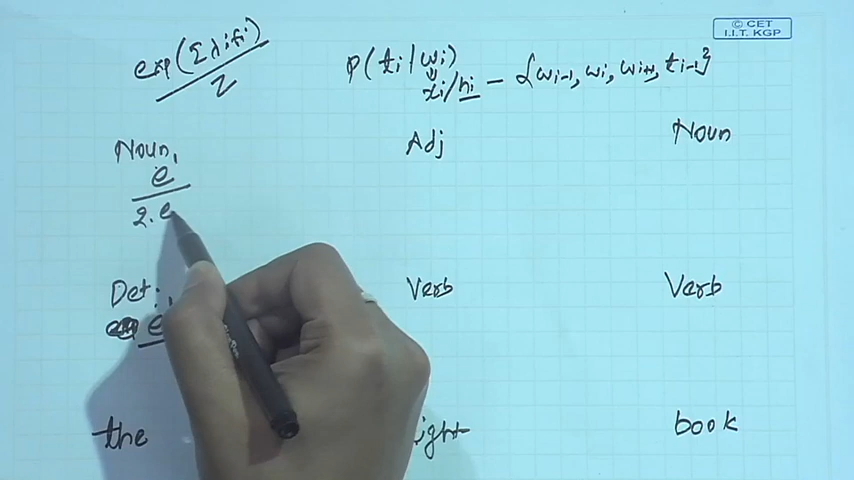 © CET
I.I.T. KGP
exp(Σλifi)
Z
P(ti|wi)
xi/hi – {wi-1, wi, wi+1, ti-1}
Noun Adj Noun
e¹
2.e
Det: Verb Verb
e
the book